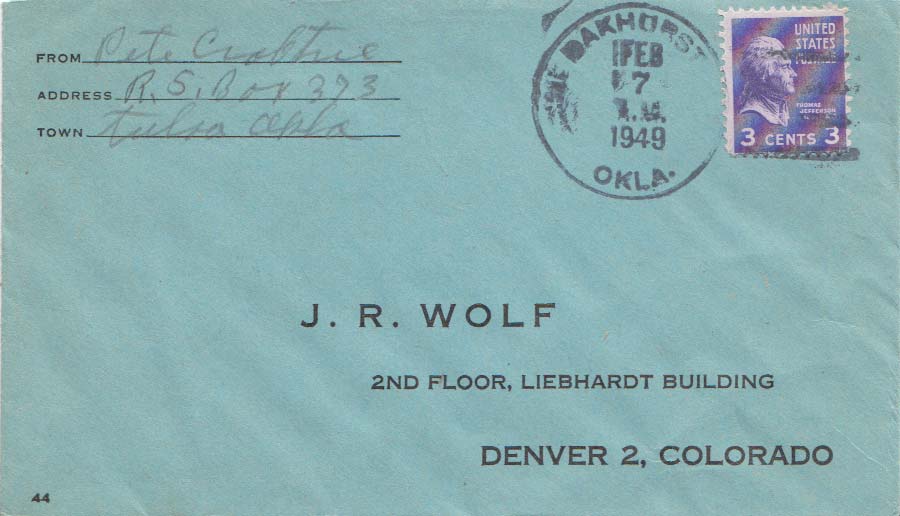 FROM Pete Crabtree
ADDRESS R. 5, Box 373
TOWN Tulsa Okla
OAKHURST
FEB
7
A.M.
1949
OKLA.
UNITED
STATES
POSTAGE
THOMAS
JEFFERSON
3 CENTS 3
J. R. WOLF
2ND FLOOR, LIEBHARDT BUILDING
DENVER 2, COLORADO
44